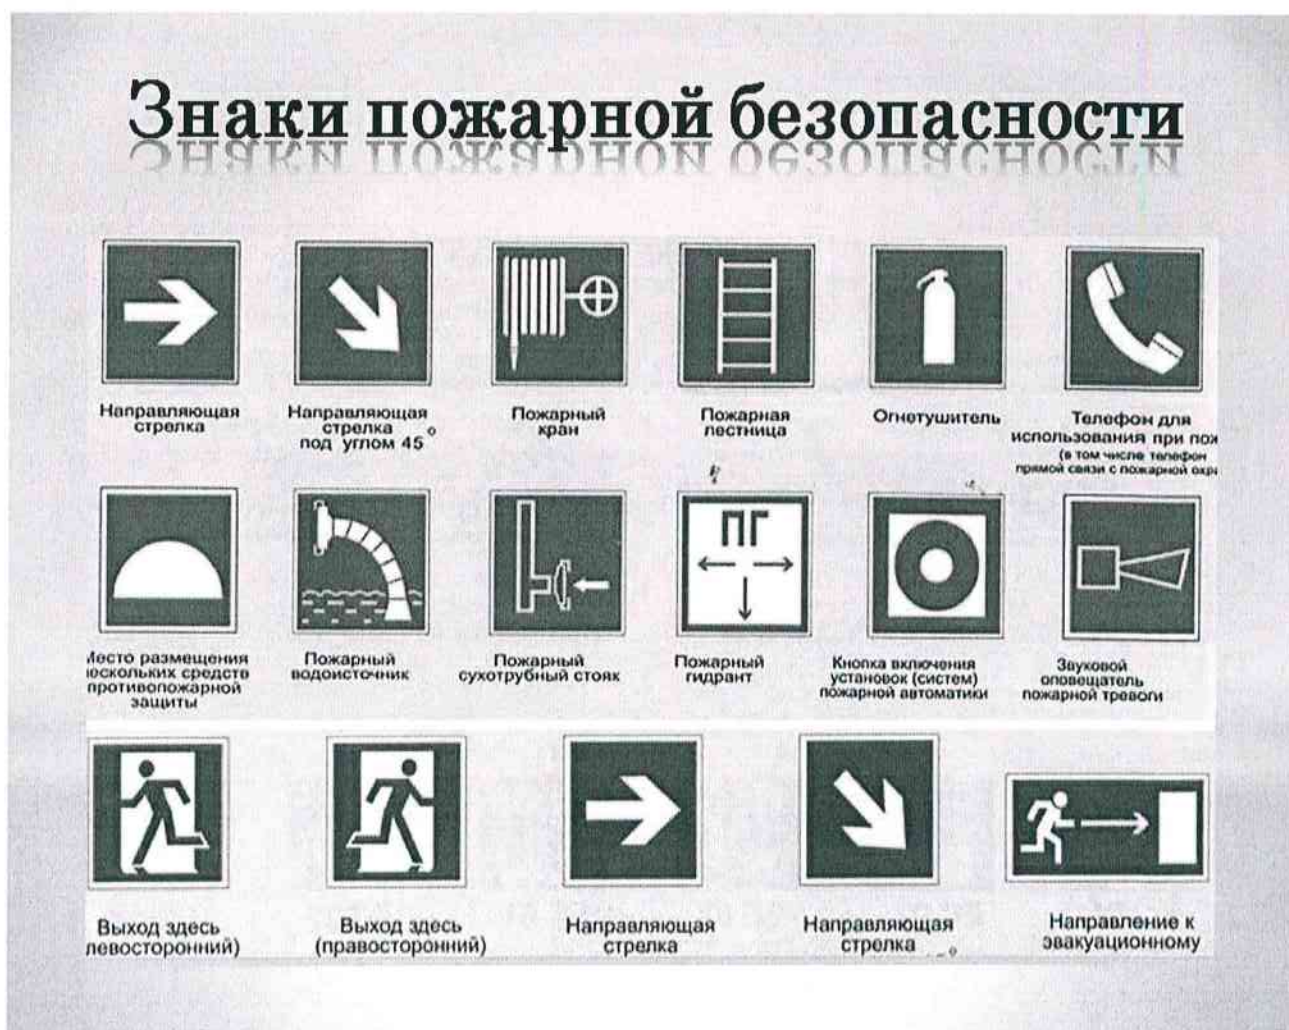 Знаки пожарной безопасности
Направляющая
стрелка
Направляющая
стрелка
под углом 45°
Пожарный
кран
Пожарная
лестница
Огнетушитель
Телефон для
использования при пож
(в том числе телефон
прямой связи с пожарной охра
ПГ
место размещения
нескольких средств
противопожарной
защиты
Пожарный
водоисточник
Пожарный
сухотрубный стояк
Пожарный
гидрант
Кнопка включения
установок (систем)
пожарной автоматики
Звуковой
оповещатель
пожарной тревоги
Выход здесь
левосторонний)
Выход здесь
(правосторонний)
Направляющая
стрелка
Направляющая
стрелка
Направление к
эвакуационному